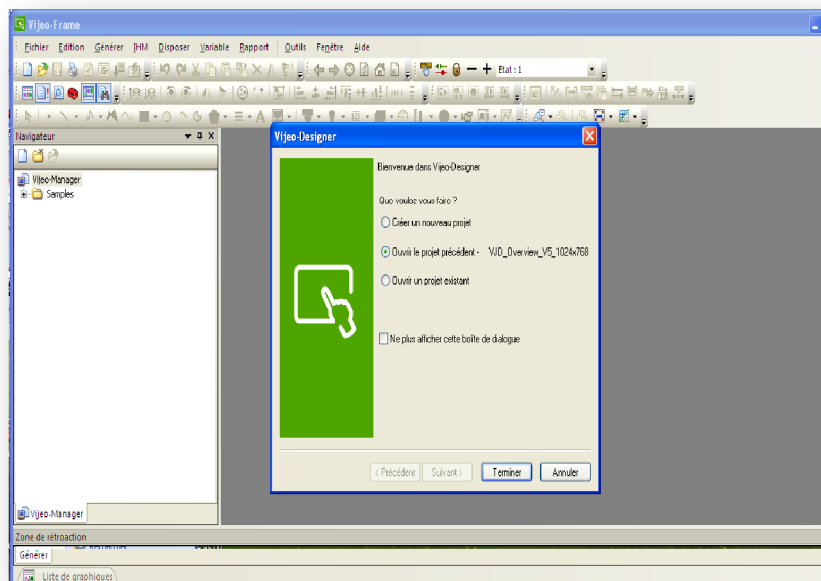 Vijeo-Frame
Fichier Edition Générer IHM Disposer Variable Rapport Outils Fenêtre Aide
Etat : 1
Navigateur
Vijeo-Manager
Samples
Vijeo-Designer
Bienvenue dans Vijeo-Designer
Que voulez vous faire ?
Créer un nouveau projet
Ouvrir le projet précédent - 'VJD_Overview_V5_1024x768
Ouvrir un projet existant
Ne plus afficher cette boîte de dialogue
< Précédent Suivant > Terminer Annuler
Vijeo-Manager
Zone de rétroaction
Générer
Liste de graphiques